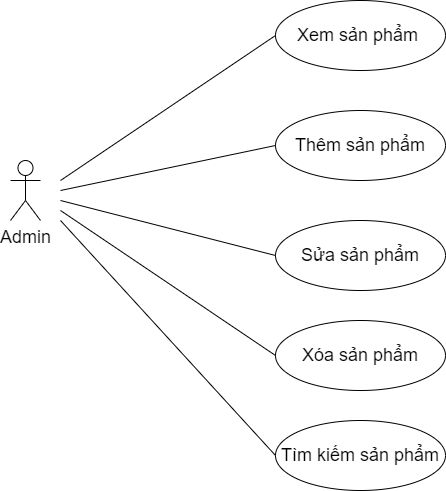 Xem sản phẩm
Thêm sản phẩm
Admin
Sửa sản phẩm
Xóa sản phẩm
Tìm kiếm sản phẩm